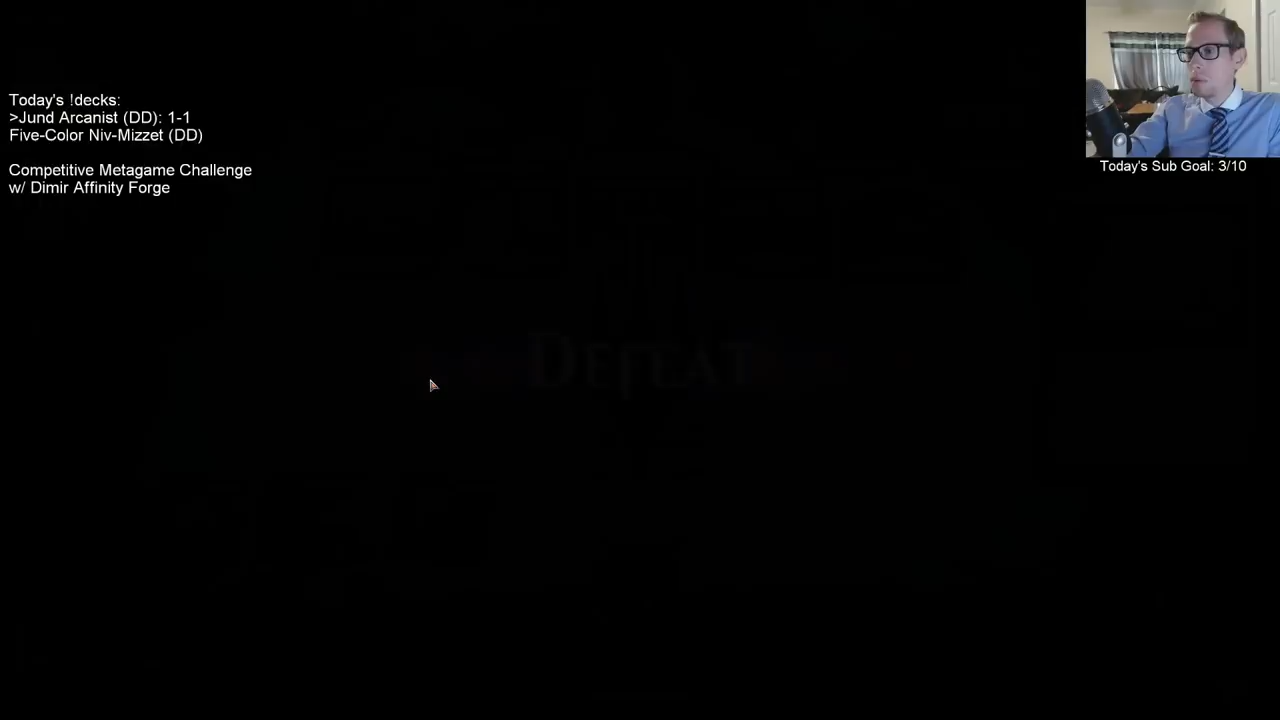 Today's !decks:
>Jund Arcanist (DD): 1-1
Five-Color Niv-Mizzet (DD)
Competitive Metagame Challenge
w/ Dimir Affinity Forge
Today's Sub Goal: 3/10
DEFEAT